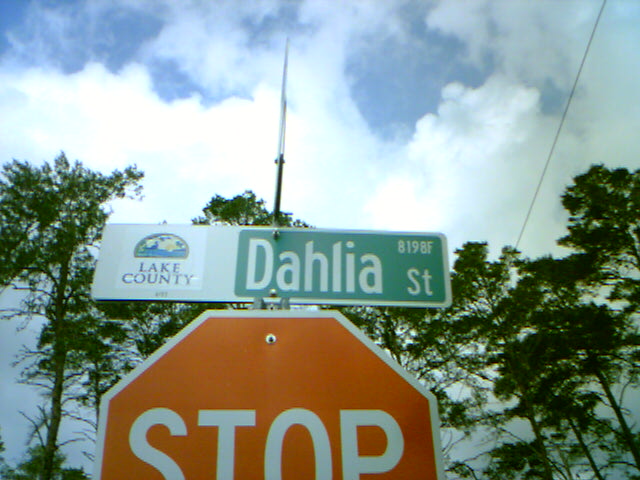 LAKE
COUNTY
Dahlia St 8198F
STOP